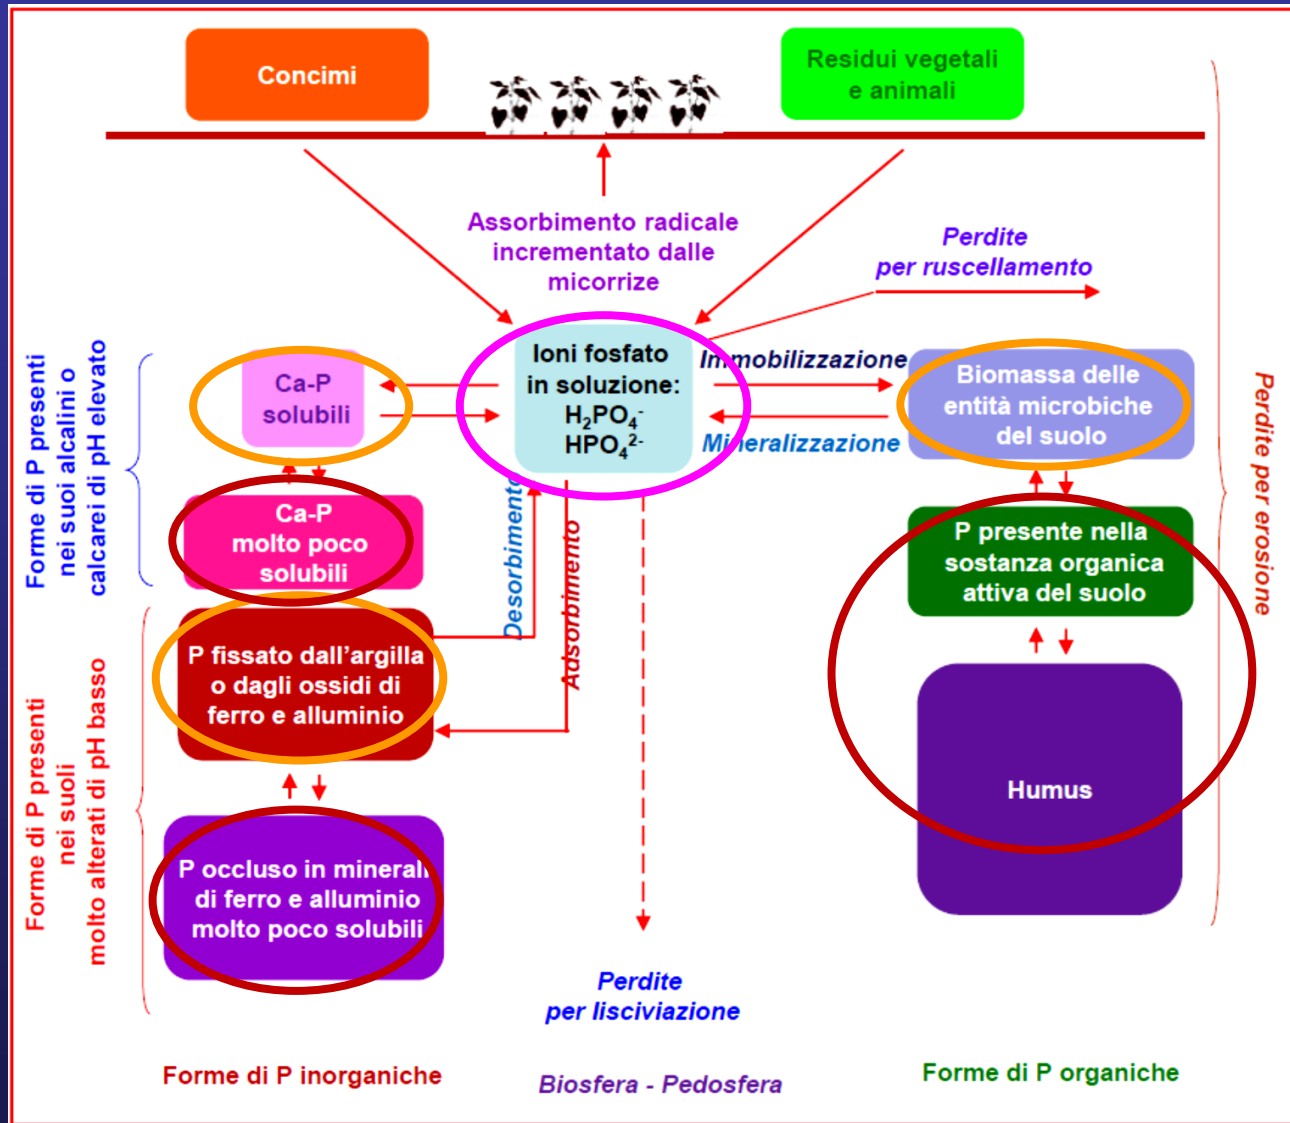 Concimi
Residui vegetali
e animali
Assorbimento radicale
incrementato dalle
micorrize
Perdite
per ruscellamento
Ioni fosfato
in soluzione:
H₂PO₄⁻
HPO₄²⁻
Immobilizzazione
Mineralizzazione
Ca-P
solubili
Biomassa delle
entità microbiche
del suolo
Forme di P presenti
nei suoi alcalini o
calcarei di pH elevato
Ca-P
molto poco
solubili
Desorbimento
Adsorbimento
P presente nella
sostanza organica
attiva del suolo
Perdite per erosione
P fissato dall'argilla
o dagli ossidi di
ferro e alluminio
Forme di P presenti
nei suoli
molto alterati di pH basso
Humus
P occluso in minerali
di ferro e alluminio
molto poco solubili
Perdite
per lisciviazione
Forme di P inorganiche
Biosfera - Pedosfera
Forme di P organiche